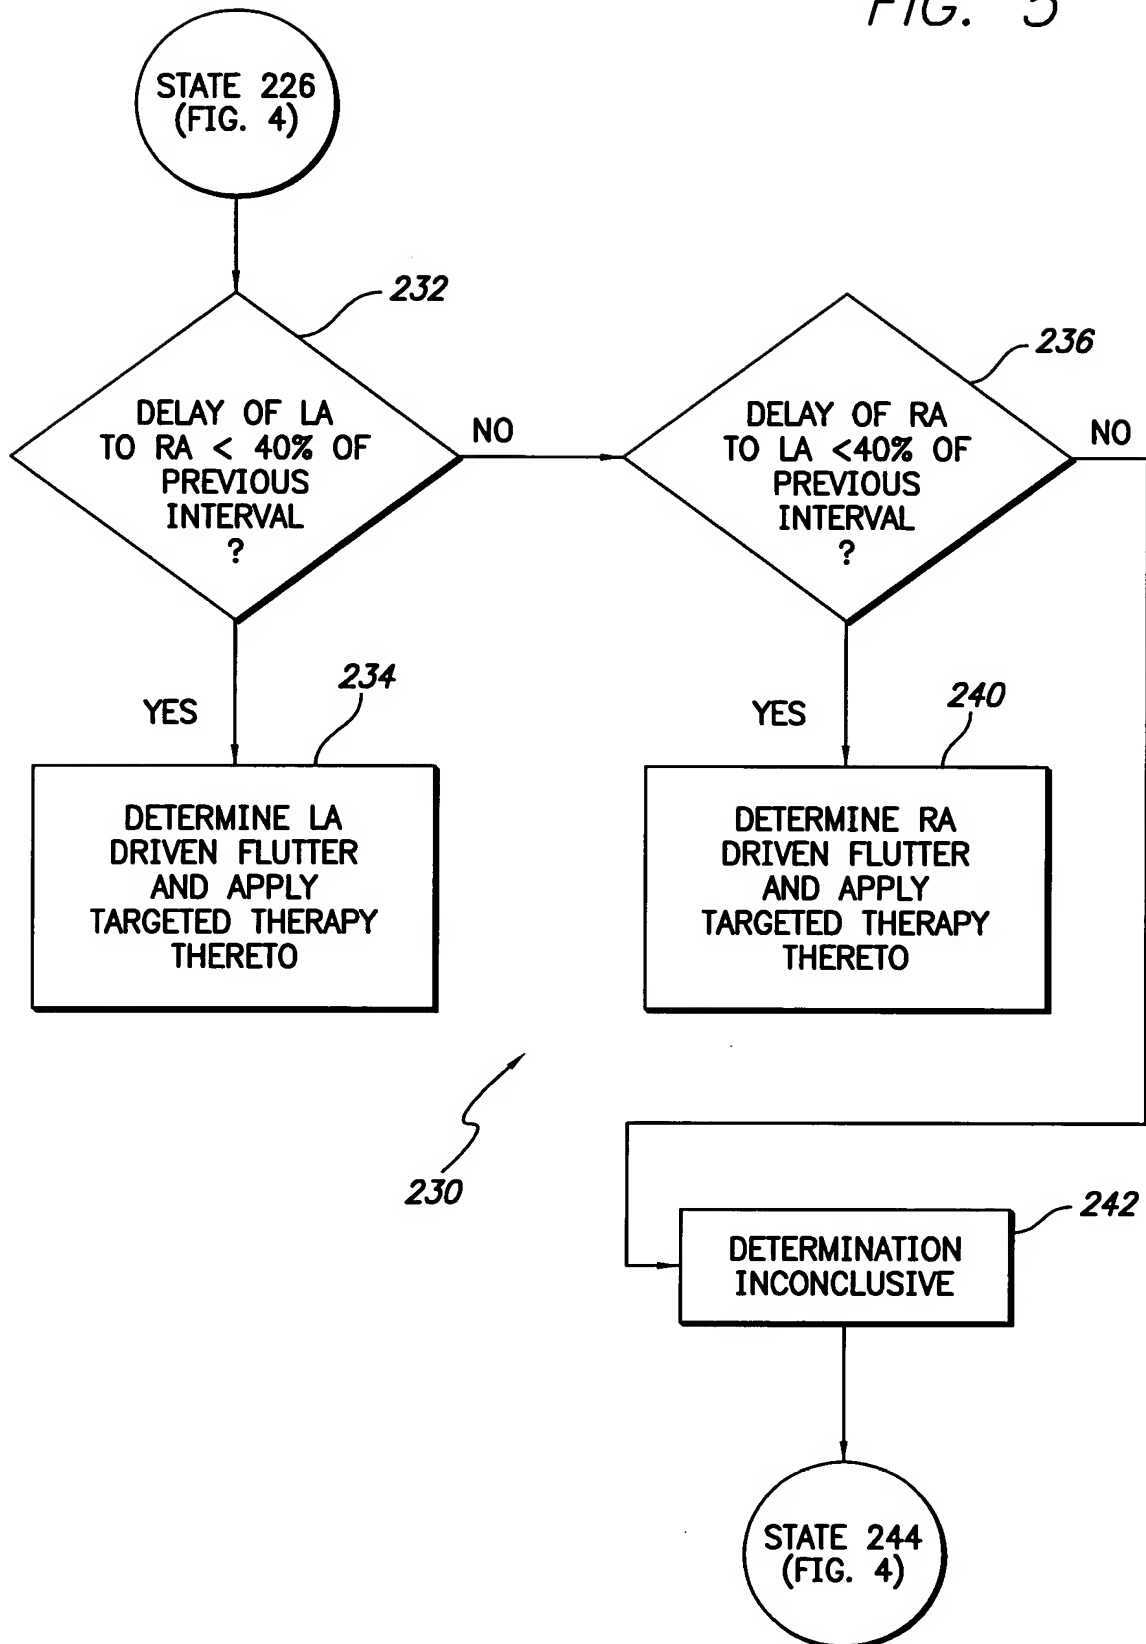 FIG. 5
STATE 226
(FIG. 4)
232
DELAY OF LA
TO RA < 40% OF
PREVIOUS
INTERVAL
?
NO
236
DELAY OF RA
TO LA <40% OF
PREVIOUS
INTERVAL
?
NO
YES
234
DETERMINE LA
DRIVEN FLUTTER
AND APPLY
TARGETED THERAPY
THERETO
YES
240
DETERMINE RA
DRIVEN FLUTTER
AND APPLY
TARGETED THERAPY
THERETO
230
242
DETERMINATION
INCONCLUSIVE
STATE 244
(FIG. 4)